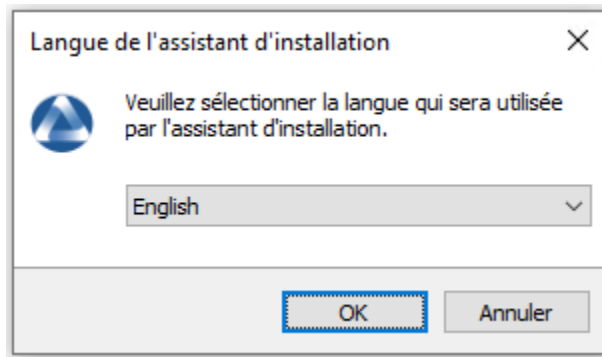 Langue de l'assistant d'installation
Veuillez sélectionner la langue qui sera utilisée
par l'assistant d'installation.
English
OK
Annuler